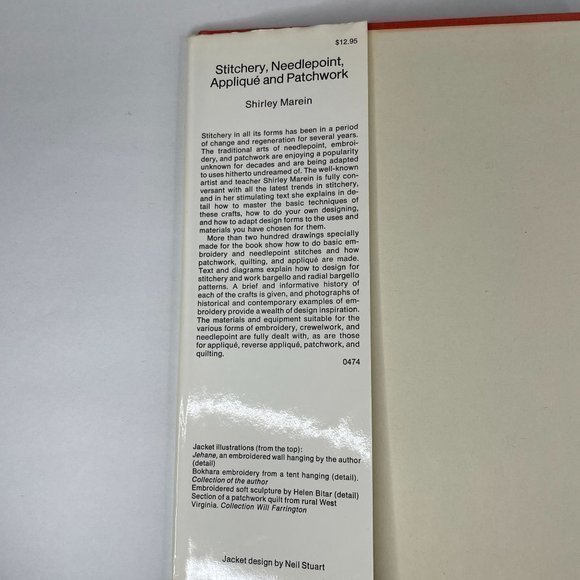 $12.95
Stitchery, Needlepoint,
Appliqué and Patchwork
Shirley Marein
Stitchery in all its forms has been in a period
of change and regeneration for several years.
The traditional arts of needlepoint, embroi-
dery, and patchwork are enjoying a popularity
unknown for decades and are being adapted
to uses hitherto undreamed of. The well-known
artist and teacher Shirley Marein is fully con-
versant with all the latest trends in stitchery,
and in her stimulating text she explains in de-
tail how to master the basic techniques of
these crafts, how to do your own designing,
and how to adapt design forms to the uses and
materials you have chosen for them.
More than two hundred drawings specially
made for the book show how to do basic em-
broidery and needlepoint stitches and how
patchwork, quilting, and appliqué are made.
Text and diagrams explain how to design for
stitchery and work bargello and radial bargello
patterns. A brief and informative history of
each of the crafts is given, and photographs of
historical and contemporary examples of em-
broidery provide a wealth of design inspiration.
The materials and equipment suitable for the
various forms of embroidery, crewelwork, and
needlepoint are fully dealt with, as are those
for appliqué, reverse appliqué, patchwork, and
quilting.
0474
Jacket illustrations (from the top):
Jehane, an embroidered wall hanging by the author
(detail)
Bokhara embroidery from a tent hanging (detail).
Collection of the author
Embroidered soft sculpture by Helen Bitar (detail)
Section of a patchwork quilt from rural West
Virginia. Collection Will Farrington
Jacket design by Neil Stuart